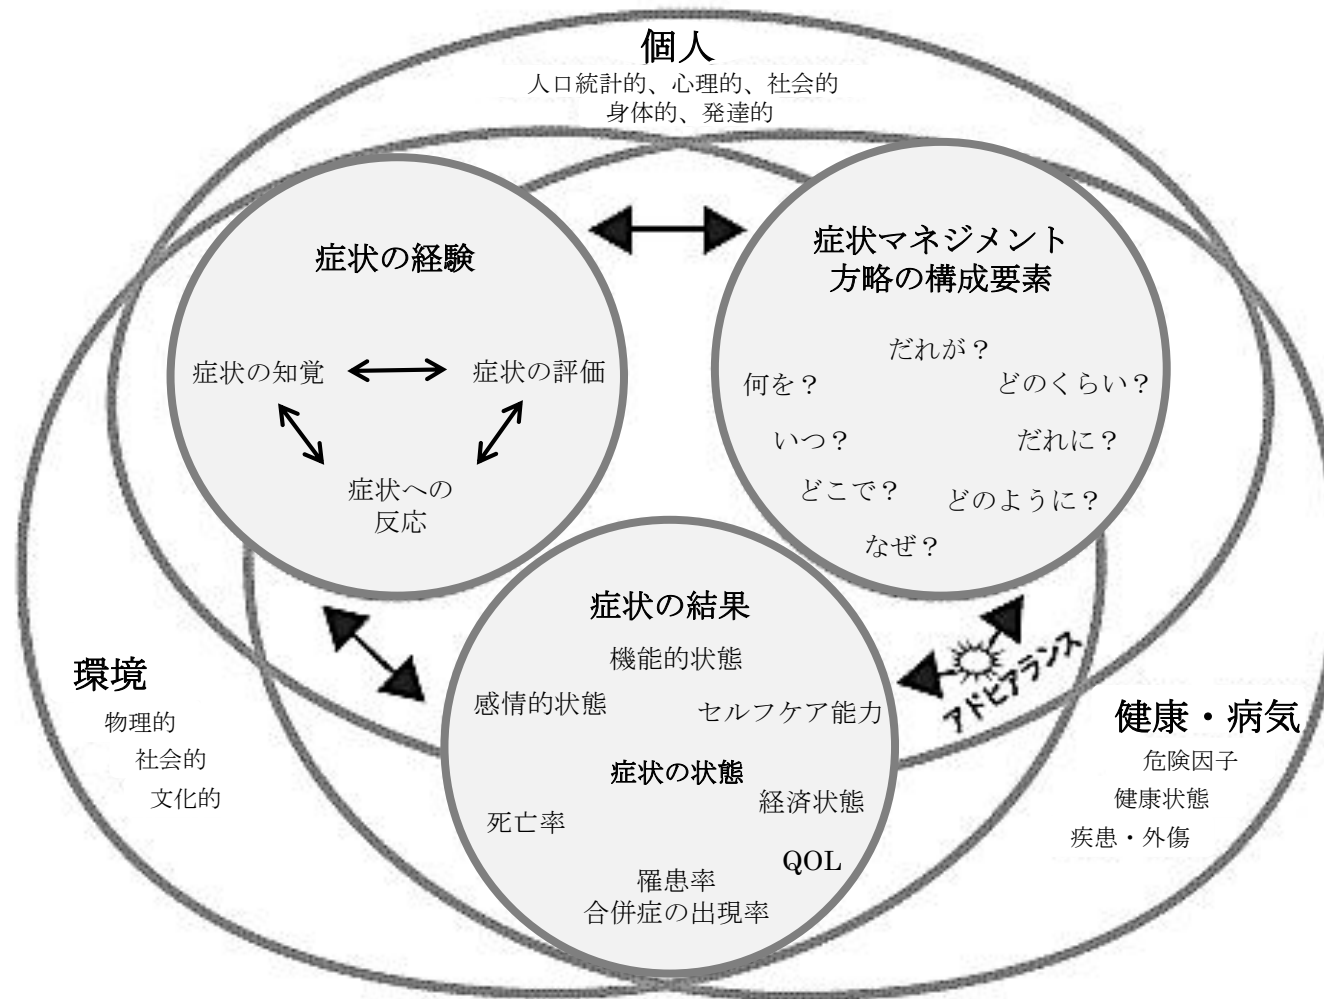 個人
人口統計的、心理的、社会的
身体的、発達的
症状の経験
症状の知覚
症状の評価
症状への
反応
症状マネジメント
方略の構成要素
だれが？
何を？
どのくらい？
いつ？
だれに？
どこで？
どのように？
なぜ？
症状の結果
機能的状態
感情的状態
セルフケア能力
症状の状態
経済状態
死亡率
QOL
罹患率
合併症の出現率
アドヒアランス
環境
物理的
社会的
文化的
健康・病気
危険因子
健康状態
疾患・外傷